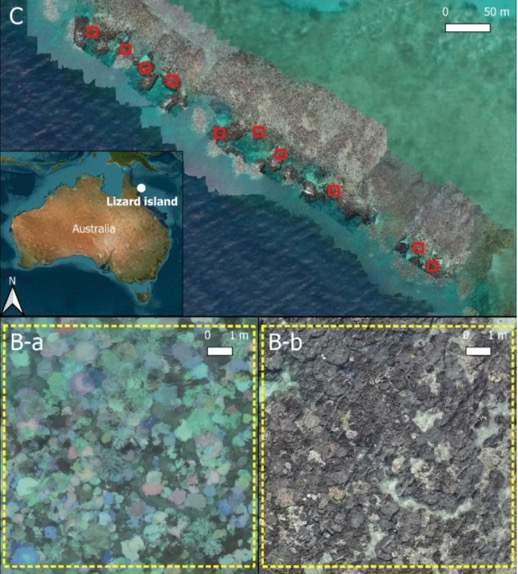 C
0 50 m
Lizard island
Australia
N
B-a
0 1 m
B-b
0 1 m